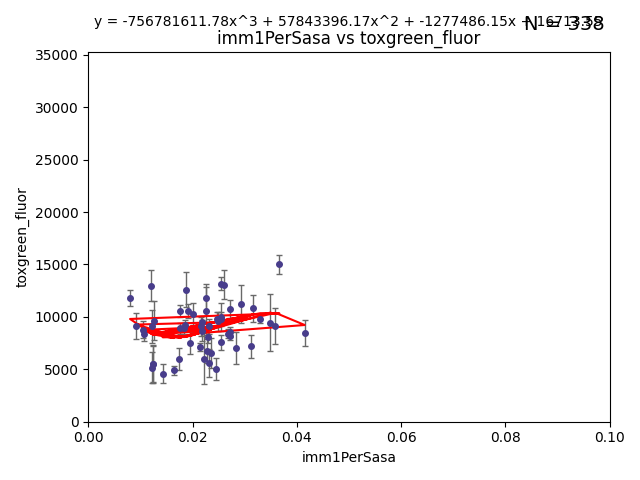 y = -756781611.78x^3 + 57843396.17x^2 + -1277486.15x +
N = 338
imm1PerSasa vs toxgreen_fluor
35000
30000
25000
20000
15000
10000
5000
0
toxgreen_fluor
0.00
0.02
0.04
0.06
0.08
0.10
imm1PerSasa